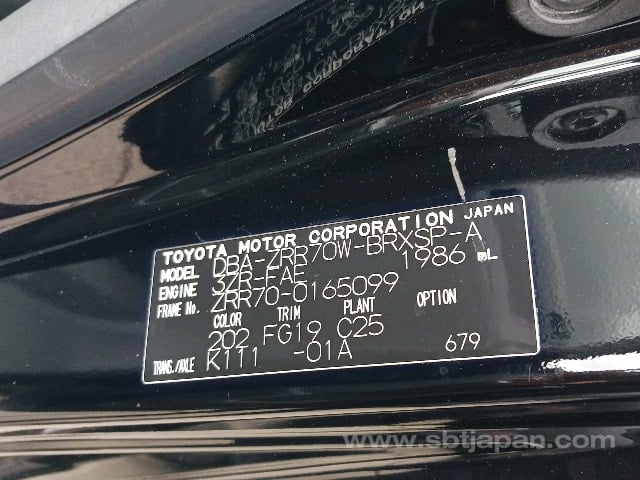 TOYOTA MOTOR CORPORATION JAPAN
MODEL DBA-ZRR70W-BRXSP-A
ENGINE 3ZR-FAE 1986 mL
FRAME No. ZRR70-0165099
COLOR TRIM PLANT OPTION
202 FG19 C25
TRANS./AXLE K111 -01A 679
www.sbtjapan.com